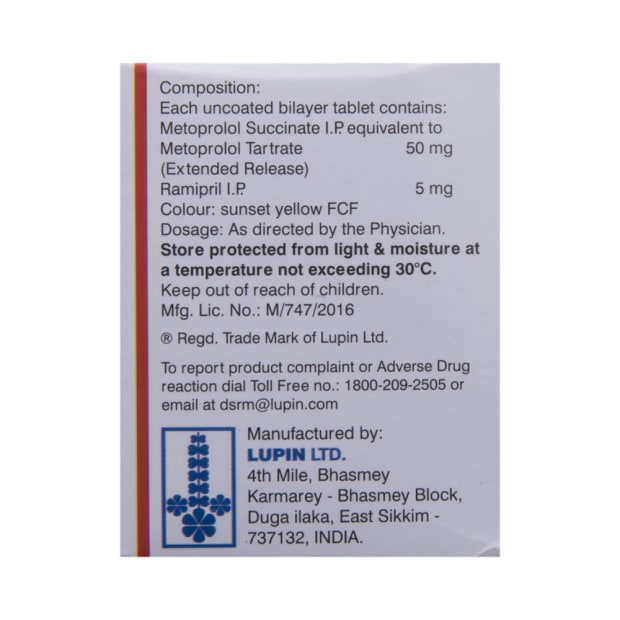 Composition:
Each uncoated bilayer tablet contains:
Metoprolol Succinate I.P. equivalent to
Metoprolol Tartrate 50 mg
(Extended Release)
Ramipril I.P. 5 mg
Colour: sunset yellow FCF
Dosage: As directed by the Physician.
Store protected from light & moisture at
a temperature not exceeding 30°C.
Keep out of reach of children.
Mfg. Lic. No.: M/747/2016
® Regd. Trade Mark of Lupin Ltd.
To report product complaint or Adverse Drug
reaction dial Toll Free no.: 1800-209-2505 or
email at dsrm@lupin.com
Manufactured by:
LUPIN LTD.
4th Mile, Bhasmey
Karmarey - Bhasmey Block,
Duga ilaka, East Sikkim -
737132, INDIA.